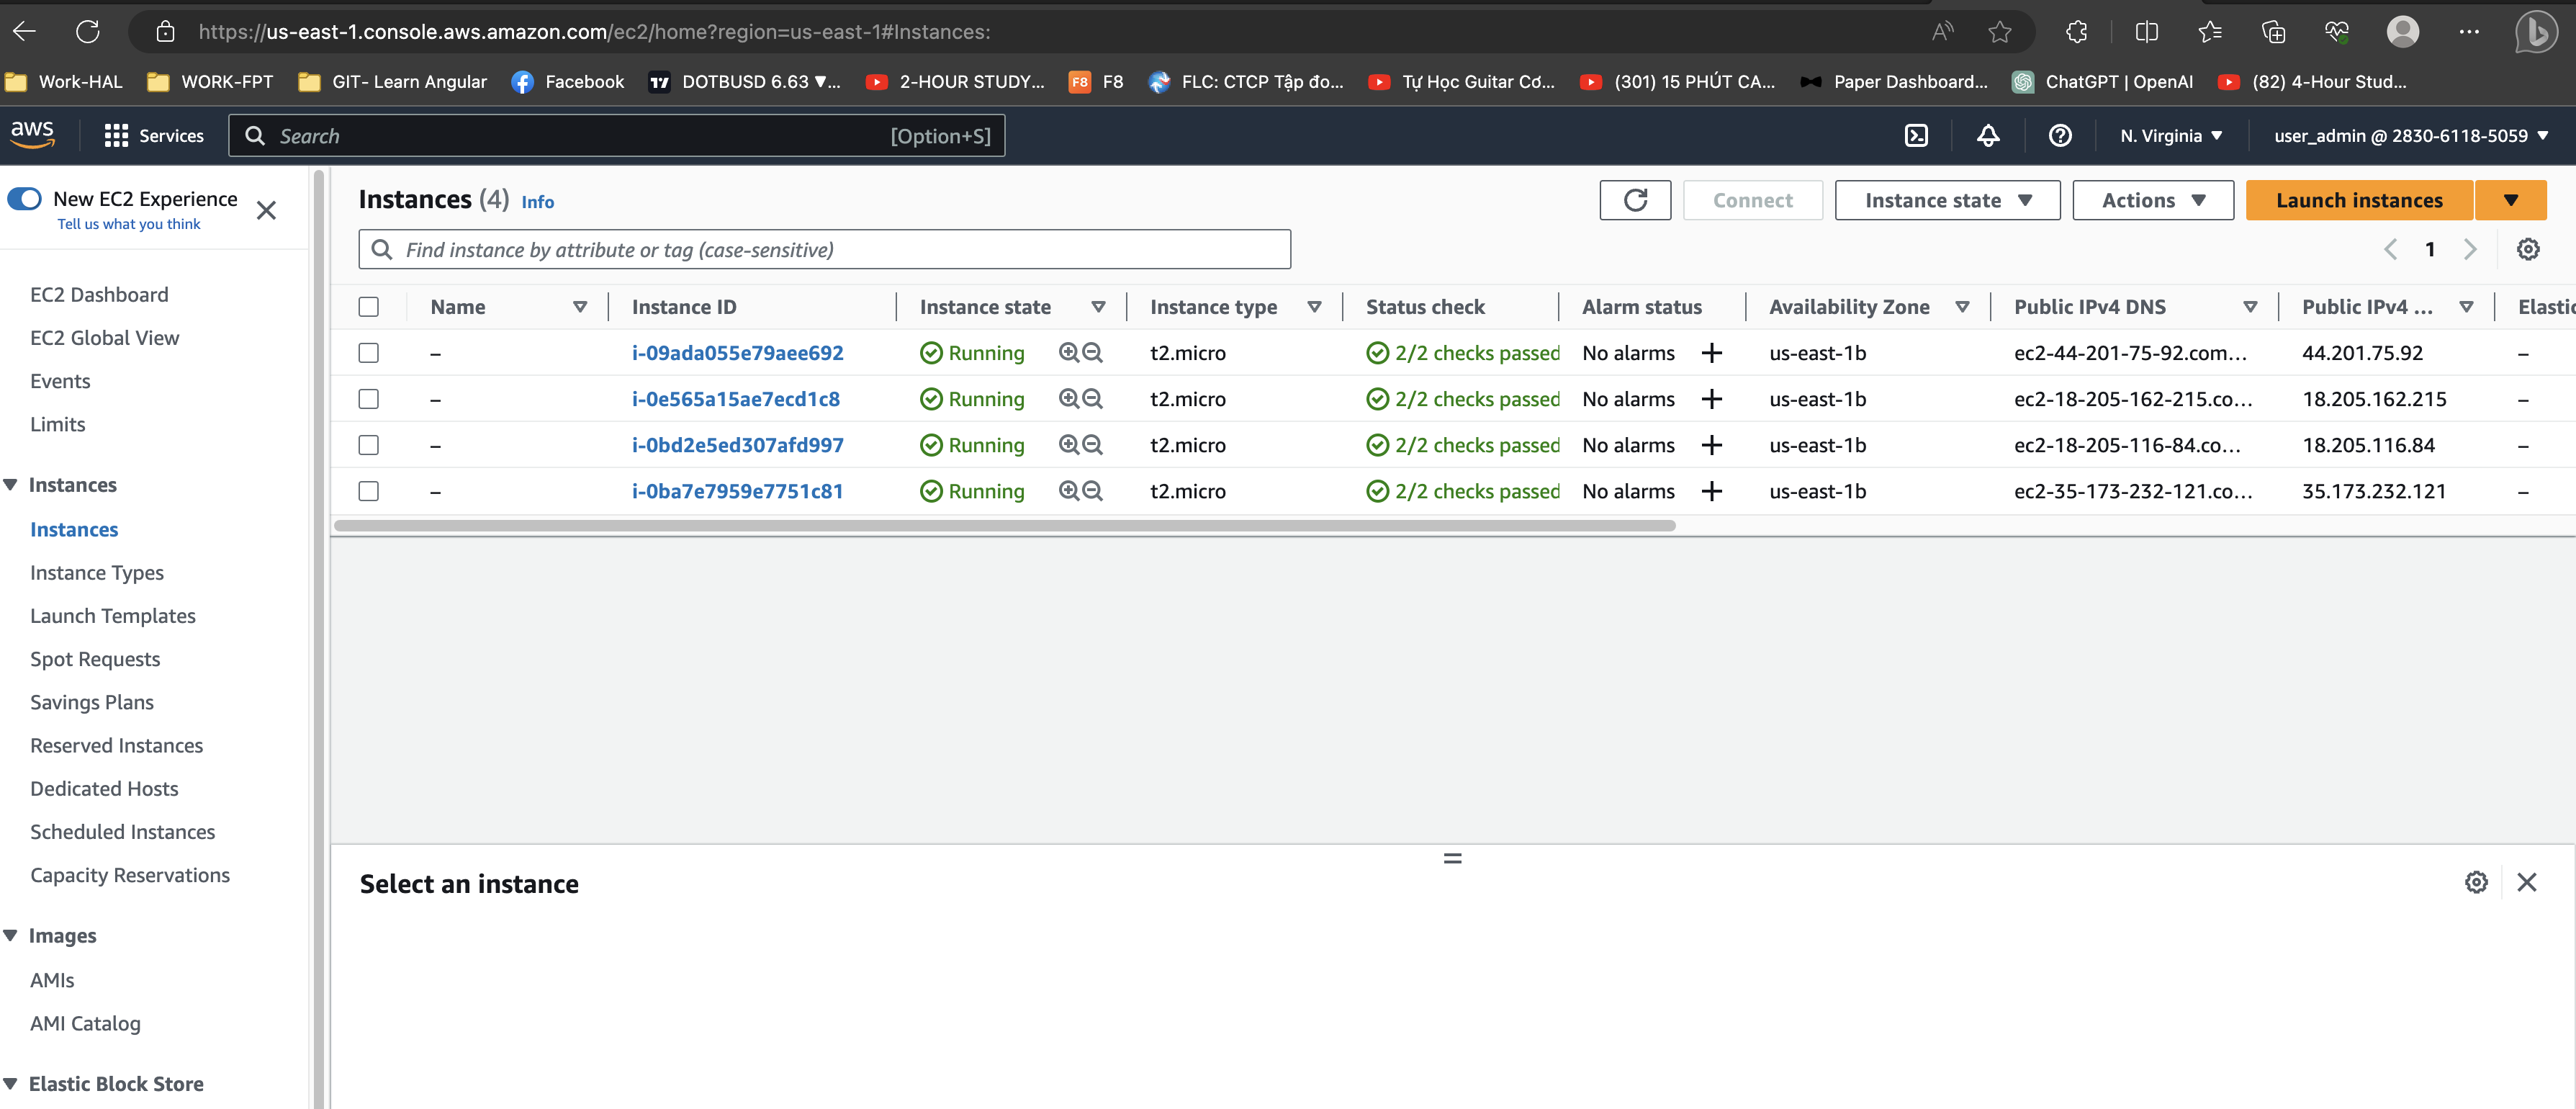 https://us-east-1.console.aws.amazon.com/ec2/home?region=us-east-1#Instances:
Work-HAL WORK-FPT GIT- Learn Angular Facebook DOTBUSD 6.63 ▼... 2-HOUR STUDY... F8 F8 FLC: CTCP Tập đo... Tự Học Guitar Cơ... (301) 15 PHÚT CA... Paper Dashboard... ChatGPT | OpenAI (82) 4-Hour Stud...
aws Services Search [Option+S] N. Virginia user_admin @ 2830-6118-5059
New EC2 Experience
Tell us what you think
EC2 Dashboard
EC2 Global View
Events
Limits
Instances
Instances
Instance Types
Launch Templates
Spot Requests
Savings Plans
Reserved Instances
Dedicated Hosts
Scheduled Instances
Capacity Reservations
Images
AMIs
AMI Catalog
Elastic Block Store
Instances (4) Info Connect Instance state Actions Launch instances
Find instance by attribute or tag (case-sensitive) 1
Name Instance ID Instance state Instance type Status check Alarm status Availability Zone Public IPv4 DNS Public IPv4 ... Elastic
– i-09ada055e79aee692 Running t2.micro 2/2 checks passed No alarms + us-east-1b ec2-44-201-75-92.com... 44.201.75.92 –
– i-0e565a15ae7ecd1c8 Running t2.micro 2/2 checks passed No alarms + us-east-1b ec2-18-205-162-215.co... 18.205.162.215 –
– i-0bd2e5ed307afd997 Running t2.micro 2/2 checks passed No alarms + us-east-1b ec2-18-205-116-84.co... 18.205.116.84 –
– i-0ba7e7959e7751c81 Running t2.micro 2/2 checks passed No alarms + us-east-1b ec2-35-173-232-121.co... 35.173.232.121 –
Select an instance